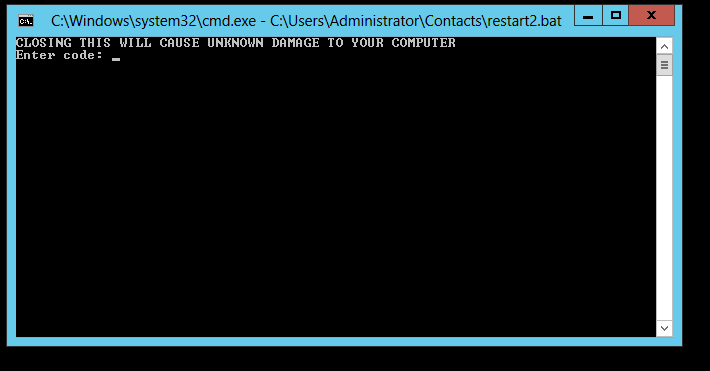 C:\Windows\system32\cmd.exe - C:\Users\Administrator\Contacts\restart2.bat
CLOSING THIS WILL CAUSE UNKNOWN DAMAGE TO YOUR COMPUTER
Enter code: _